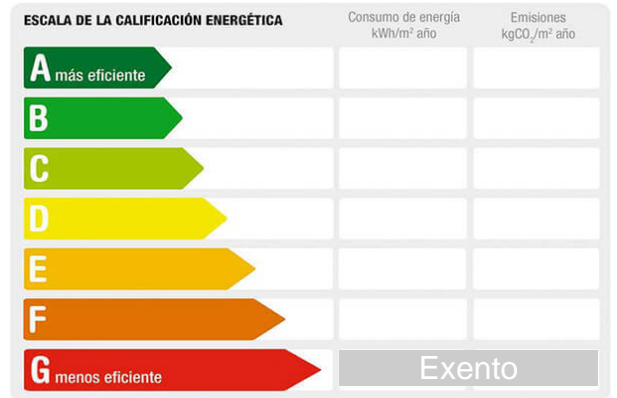 ESCALA DE LA CALIFICACIÓN ENERGÉTICA
Consumo de energía
kWh/m² año
Emisiones
kgCO₂/m² año
A más eficiente
B
C
D
E
F
G menos eficiente
Exento